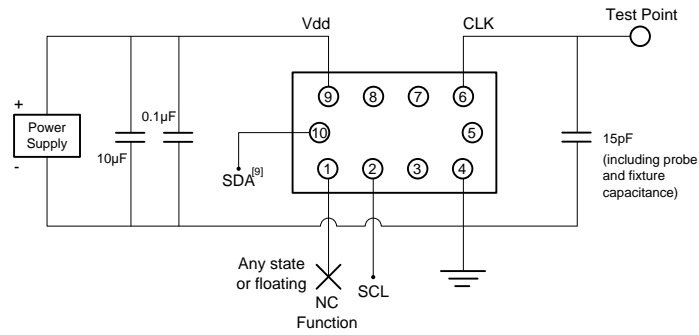 Vdd
CLK
Test Point
+
Power
Supply
-
10µF
0.1µF
9
8
7
6
10
5
1
2
3
4
SDA[9]
15pF
(including probe
and fixture
capacitance)
Any state
or floating
NC
Function
SCL